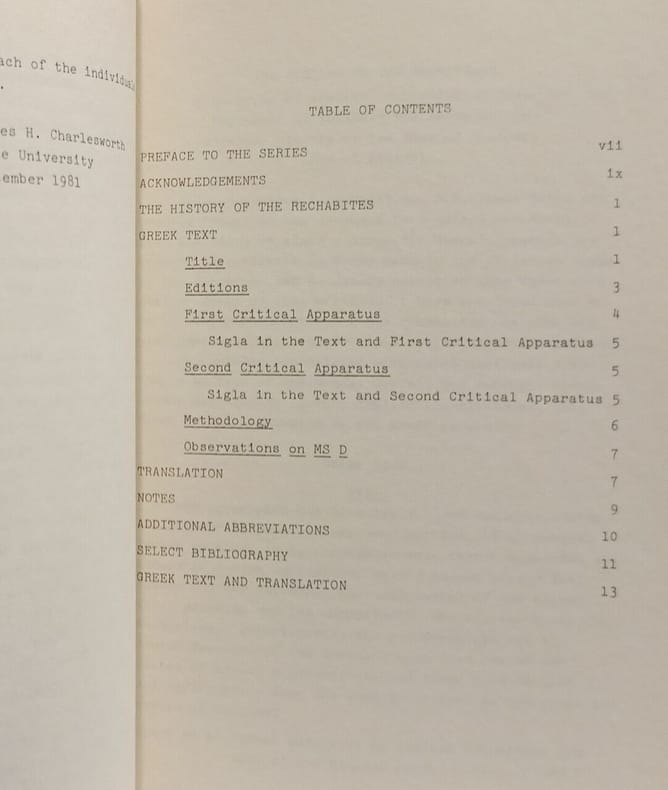 ach of the individual
.
es H. Charlesworth
e University
ember 1981
TABLE OF CONTENTS
PREFACE TO THE SERIES vii
ACKNOWLEDGEMENTS ix
THE HISTORY OF THE RECHABITES 1
GREEK TEXT 1
Title 1
Editions 3
First Critical Apparatus 4
Sigla in the Text and First Critical Apparatus 5
Second Critical Apparatus 5
Sigla in the Text and Second Critical Apparatus 5
Methodology 6
Observations on MS D 7
TRANSLATION 7
NOTES 9
ADDITIONAL ABBREVIATIONS 10
SELECT BIBLIOGRAPHY 11
GREEK TEXT AND TRANSLATION 13